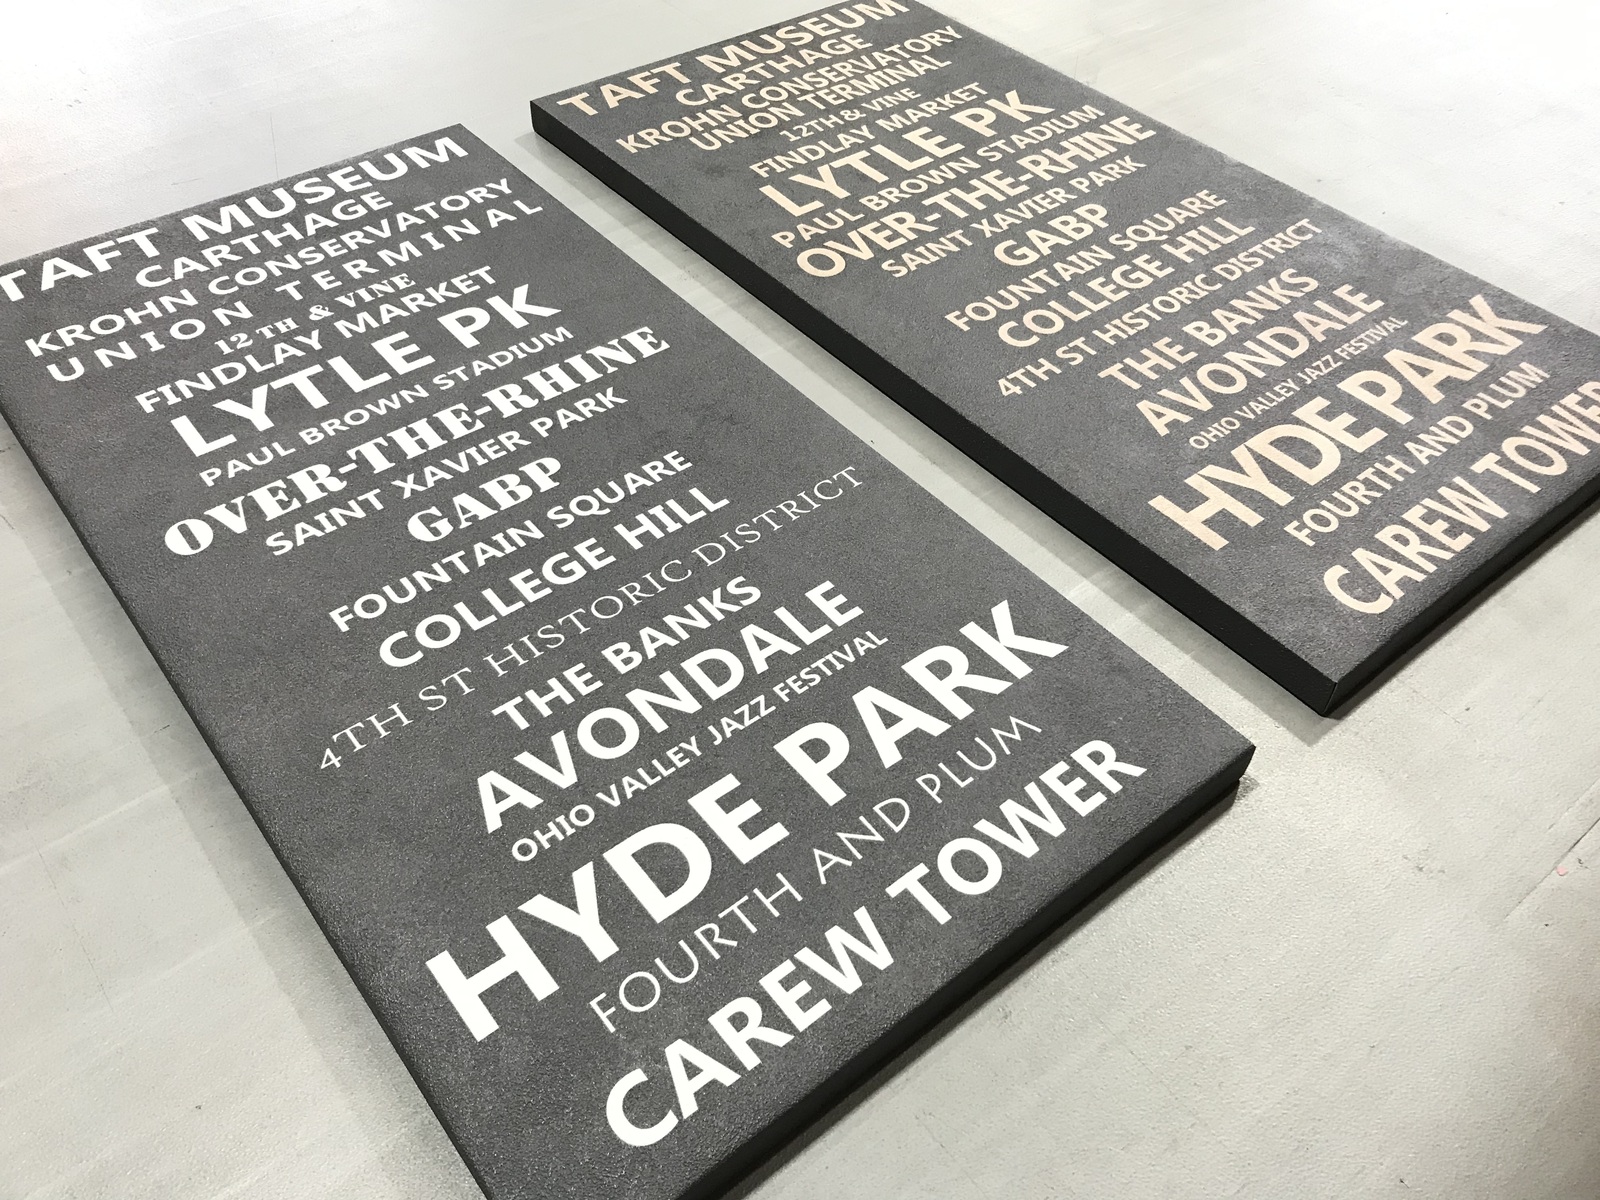 TAFT MUSEUM
CARTHAGE
KROHN CONSERVATORY
UNION TERMINAL
12TH & VINE
FINDLAY MARKET
LYTLE PK
PAUL BROWN STADIUM
OVER-THE-RHINE
SAINT XAVIER PARK
GABP
FOUNTAIN SQUARE
COLLEGE HILL
4TH ST HISTORIC DISTRICT
THE BANKS
AVONDALE
OHIO VALLEY JAZZ FESTIVAL
HYDE PARK
FOURTH AND PLUM
CAREW TOWER
TAFT MUSEUM
CARTHAGE
KROHN CONSERVATORY
UNION TERMINAL
12TH & VINE
FINDLAY MARKET
LYTLE PK
PAUL BROWN STADIUM
OVER-THE-RHINE
SAINT XAVIER PARK
GABP
FOUNTAIN SQUARE
COLLEGE HILL
4TH ST HISTORIC DISTRICT
THE BANKS
AVONDALE
OHIO VALLEY JAZZ FESTIVAL
HYDE PARK
FOURTH AND PLUM
CAREW TOWER